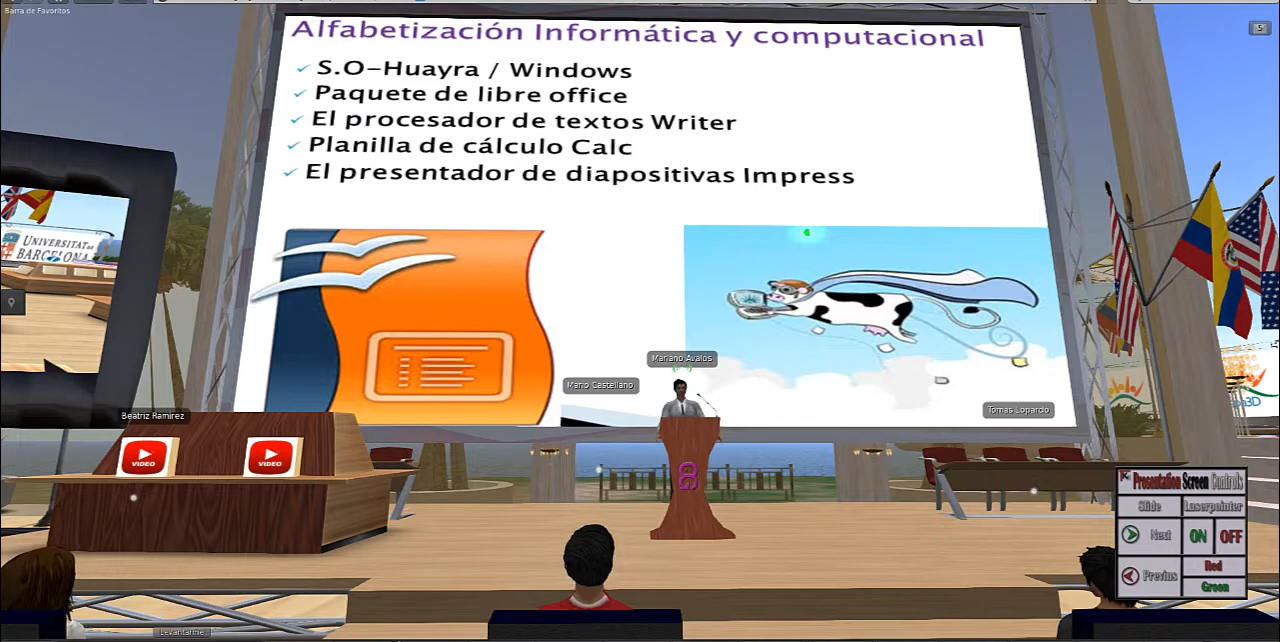 Barra de Favoritos
5
Alfabetización Informática y computacional
S.O-Huayra / Windows
Paquete de libre office
El procesador de textos Writer
Planilla de cálculo Calc
El presentador de diapositivas Impress
UNIVERSITAT DE
BARCELONA
Mariano Avalos
Mario Castellano
Tomas Lopardo
Beatriz Ramirez
VIDEO
VIDEO
Presentation Screen Controls
Slide
Laserpointer
Next
ON
OFF
Previus
Red
Green
Levantarme